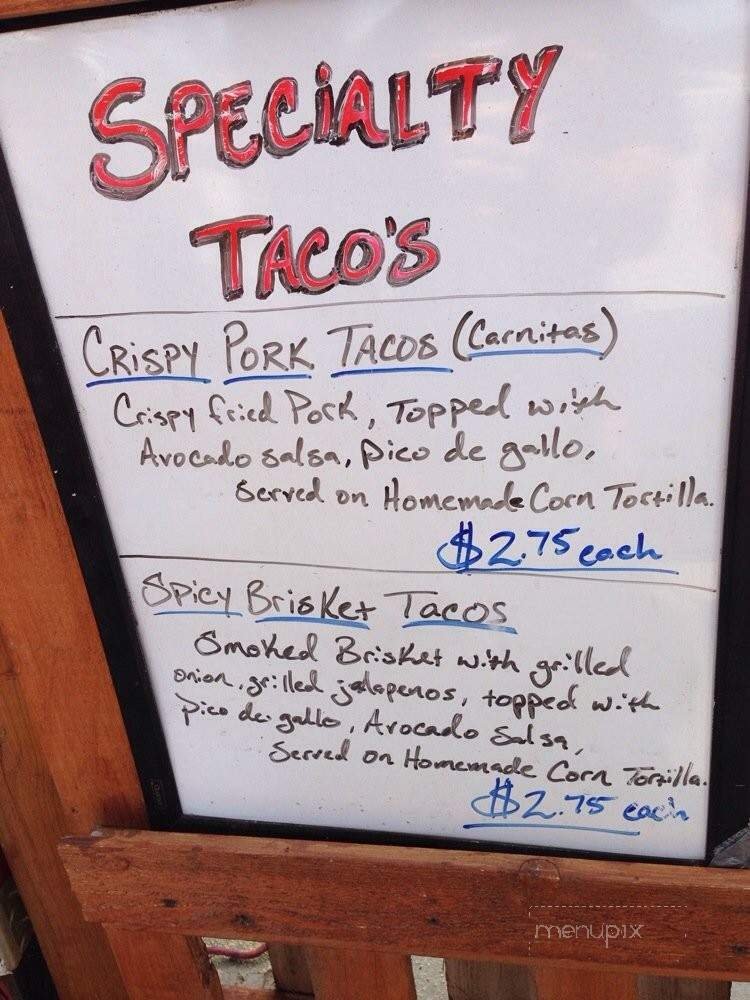 SPECiALTY
TACO'S
CRiSPY PORK TACOS (Carnitas)
Crispy fried Pork, Topped with
Avocado salsa, pico de gallo,
Served on Homemade Corn Tortilla.
$2.75 each
Spicy Brisket Tacos
Smoked Brisket with grilled
onion, grilled jalapenos, topped with
pico de gallo, Avocado Salsa,
Served on Homemade Corn Tortilla.
$2.75 each
menupix